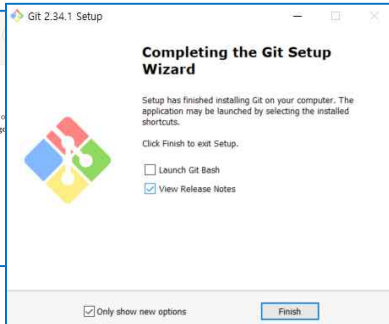 Git 2.34.1 Setup
Completing the Git Setup
Wizard
Setup has finished installing Git on your computer. The
application may be launched by selecting the installed
shortcuts.
Click Finish to exit Setup.
Launch Git Bash
View Release Notes
Only show new options
Finish